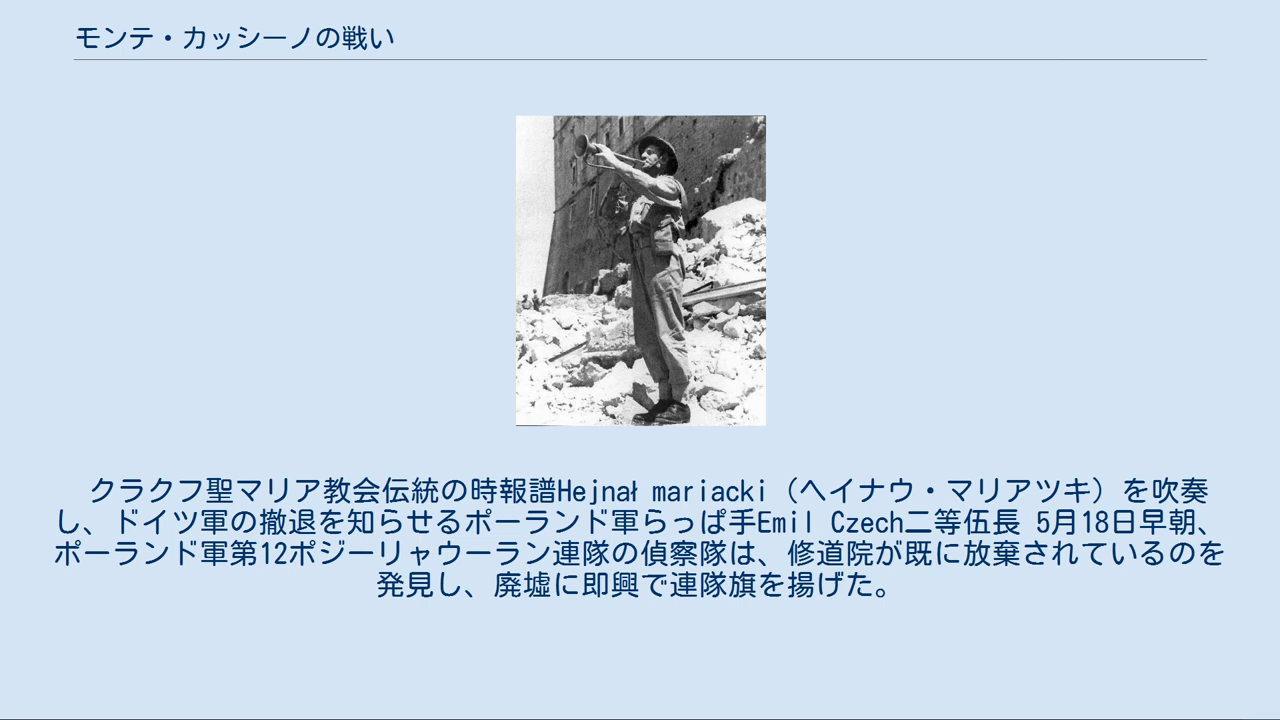 モンテ・カッシーノの戦い
クラクフ聖マリア教会伝統の時報譜Hejnał mariacki（ヘイナウ・マリアツキ）を吹奏
し、ドイツ軍の撤退を知らせるポーランド軍らっぱ手Emil Czech二等伍長 5月18日早朝、
ポーランド軍第12ポジーリャウーラン連隊の偵察隊は、修道院が既に放棄されているのを
発見し、廃墟に即興で連隊旗を揚げた。